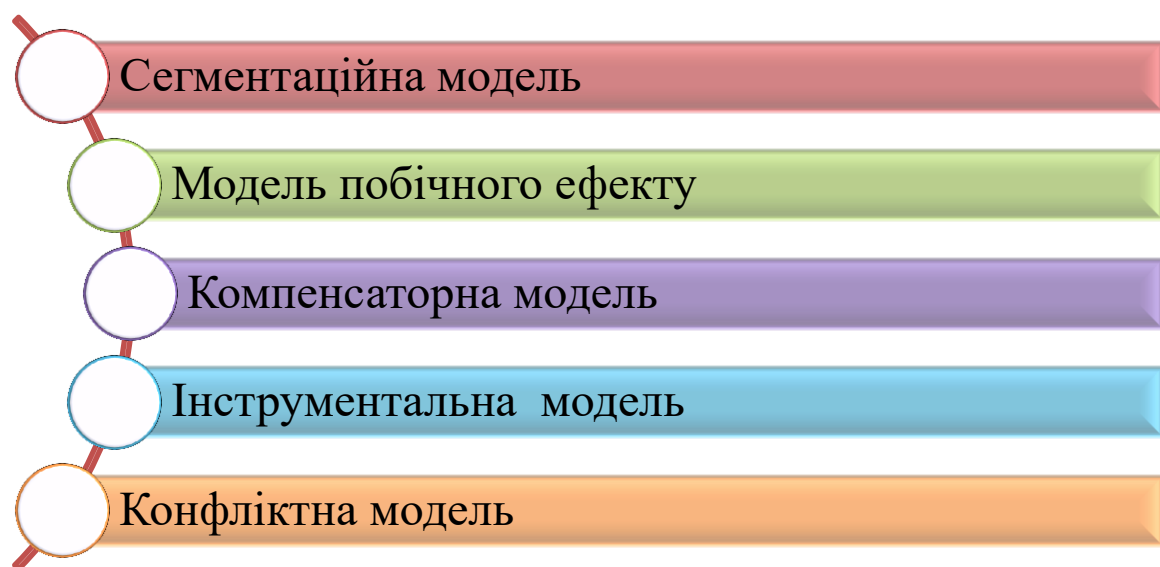 Сегментаційна модель
Модель побічного ефекту
Компенсаторна модель
Інструментальна  модель
Конфліктна модель